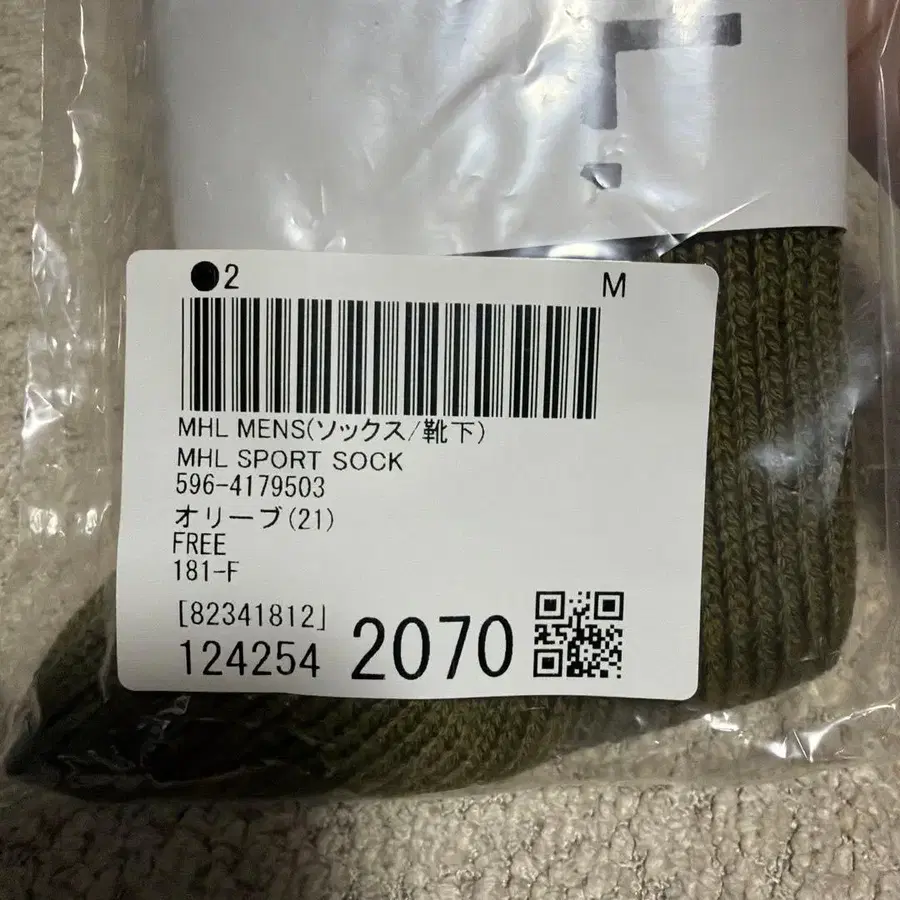 L.
●2 M
MHL MENS(ソックス/靴下)
MHL SPORT SOCK
596-4179503
オリーブ(21)
FREE
181-F
[82341812]
124254 2070